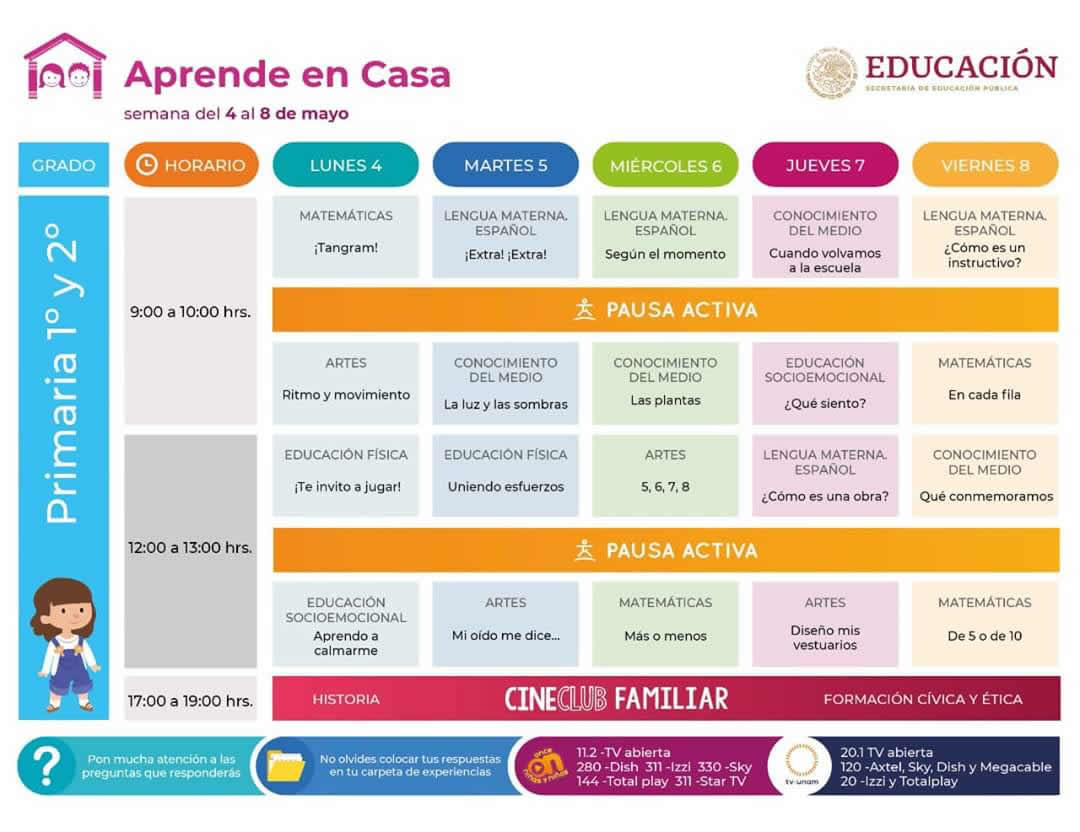 Aprende en Casa
semana del 4 al 8 de mayo
EDUCACIÓN
SECRETARÍA DE EDUCACIÓN PÚBLICA
GRADO
HORARIO
LUNES 4
MARTES 5
MIÉRCOLES 6
JUEVES 7
VIERNES 8
Primaria 1° y 2°
9:00 a 10:00 hrs.
MATEMÁTICAS
¡Tangram!
LENGUA MATERNA.
ESPAÑOL
¡Extra! ¡Extra!
LENGUA MATERNA.
ESPAÑOL
Según el momento
CONOCIMIENTO
DEL MEDIO
Cuando volvamos
a la escuela
LENGUA MATERNA.
ESPAÑOL
¿Cómo es un
instructivo?
PAUSA ACTIVA
ARTES
Ritmo y movimiento
CONOCIMIENTO
DEL MEDIO
La luz y las sombras
CONOCIMIENTO
DEL MEDIO
Las plantas
EDUCACIÓN
SOCIOEMOCIONAL
¿Qué siento?
MATEMÁTICAS
En cada fila
12:00 a 13:00 hrs.
EDUCACIÓN FÍSICA
¡Te invito a jugar!
EDUCACIÓN FÍSICA
Uniendo esfuerzos
ARTES
5, 6, 7, 8
LENGUA MATERNA.
ESPAÑOL
¿Cómo es una obra?
CONOCIMIENTO
DEL MEDIO
Qué conmemoramos
PAUSA ACTIVA
EDUCACIÓN
SOCIOEMOCIONAL
Aprendo a
calmarme
ARTES
Mi oído me dice...
MATEMÁTICAS
Más o menos
ARTES
Diseño mis
vestuarios
MATEMÁTICAS
De 5 o de 10
17:00 a 19:00 hrs.
HISTORIA
CINECLUB FAMILIAR
FORMACIÓN CÍVICA Y ÉTICA
?
Pon mucha atención a las
preguntas que responderás
No olvides colocar tus respuestas
en tu carpeta de experiencias
once
niñas y niños
11.2 -TV abierta
280 -Dish 311 -Izzi 330 -Sky
144 -Total play 311 -Star TV
tv·unam
20.1 TV abierta
120 -Axtel, Sky, Dish y Megacable
20 -Izzi y Totalplay